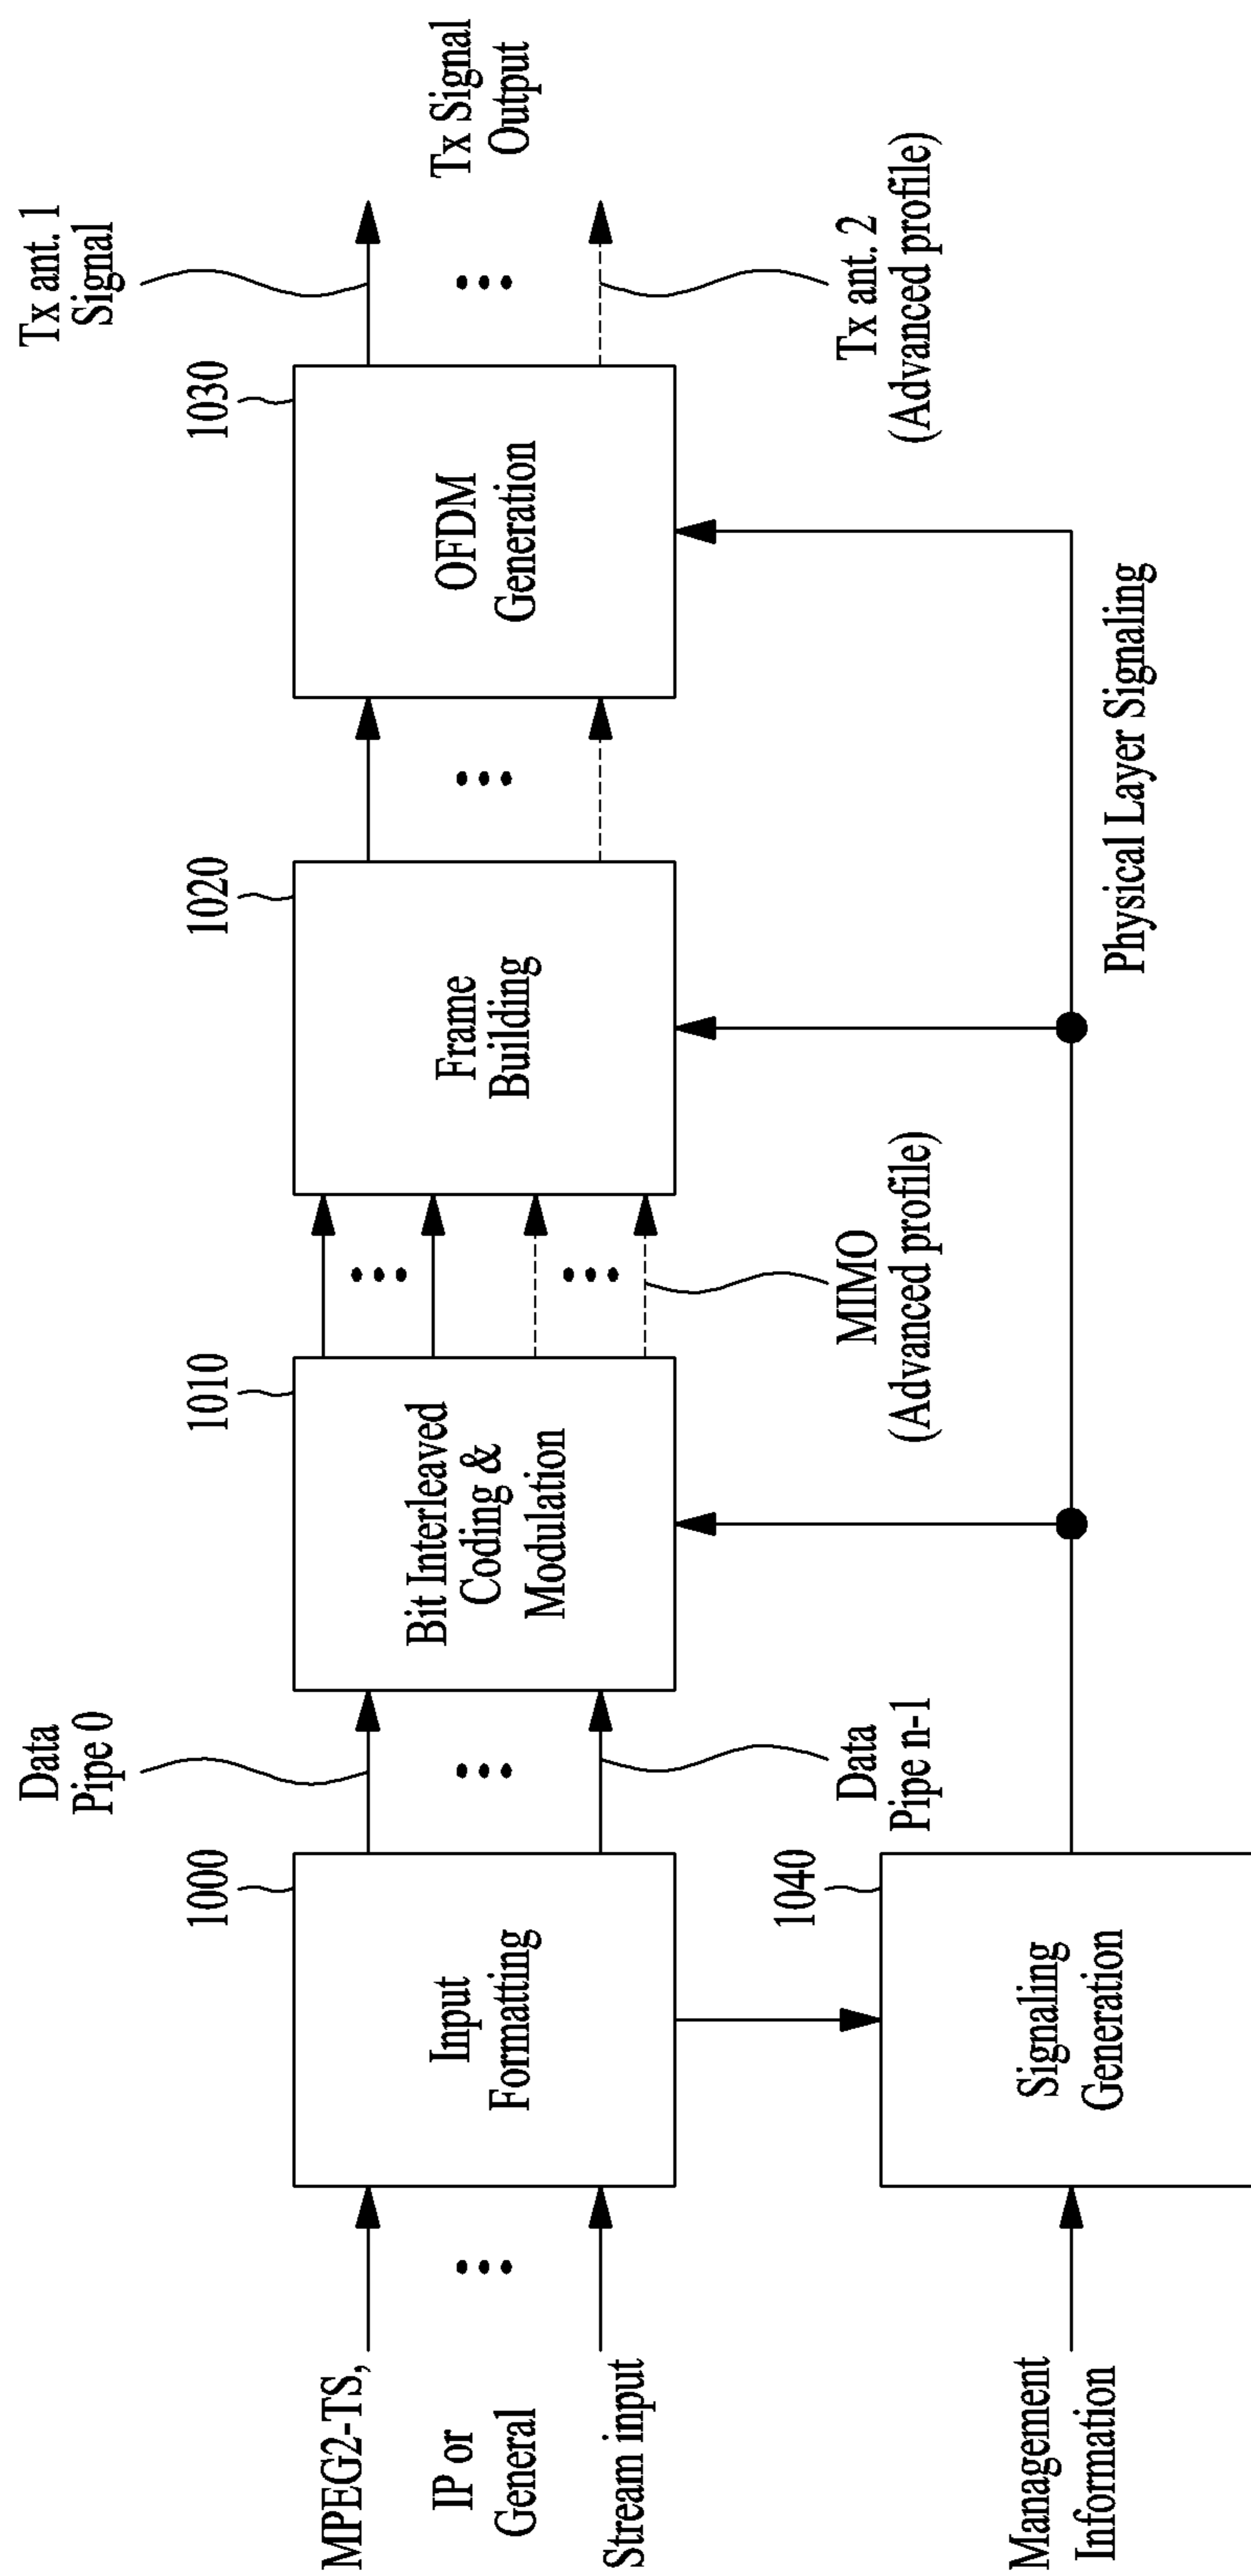 Tx ant. 1
Signal
Tx Signal
Output
Tx ant. 2
(Advanced profile)
1030
OFDM
Generation
1020
Frame
Building
Physical Layer Signaling
MIMO
(Advanced profile)
1010
Bit Interleaved
Coding &
Modulation
Data
Pipe 0
Data
Pipe n-1
1000
Input
Formatting
1040
Signaling
Generation
MPEG2-TS,
IP or
General
Stream input
Management
Information